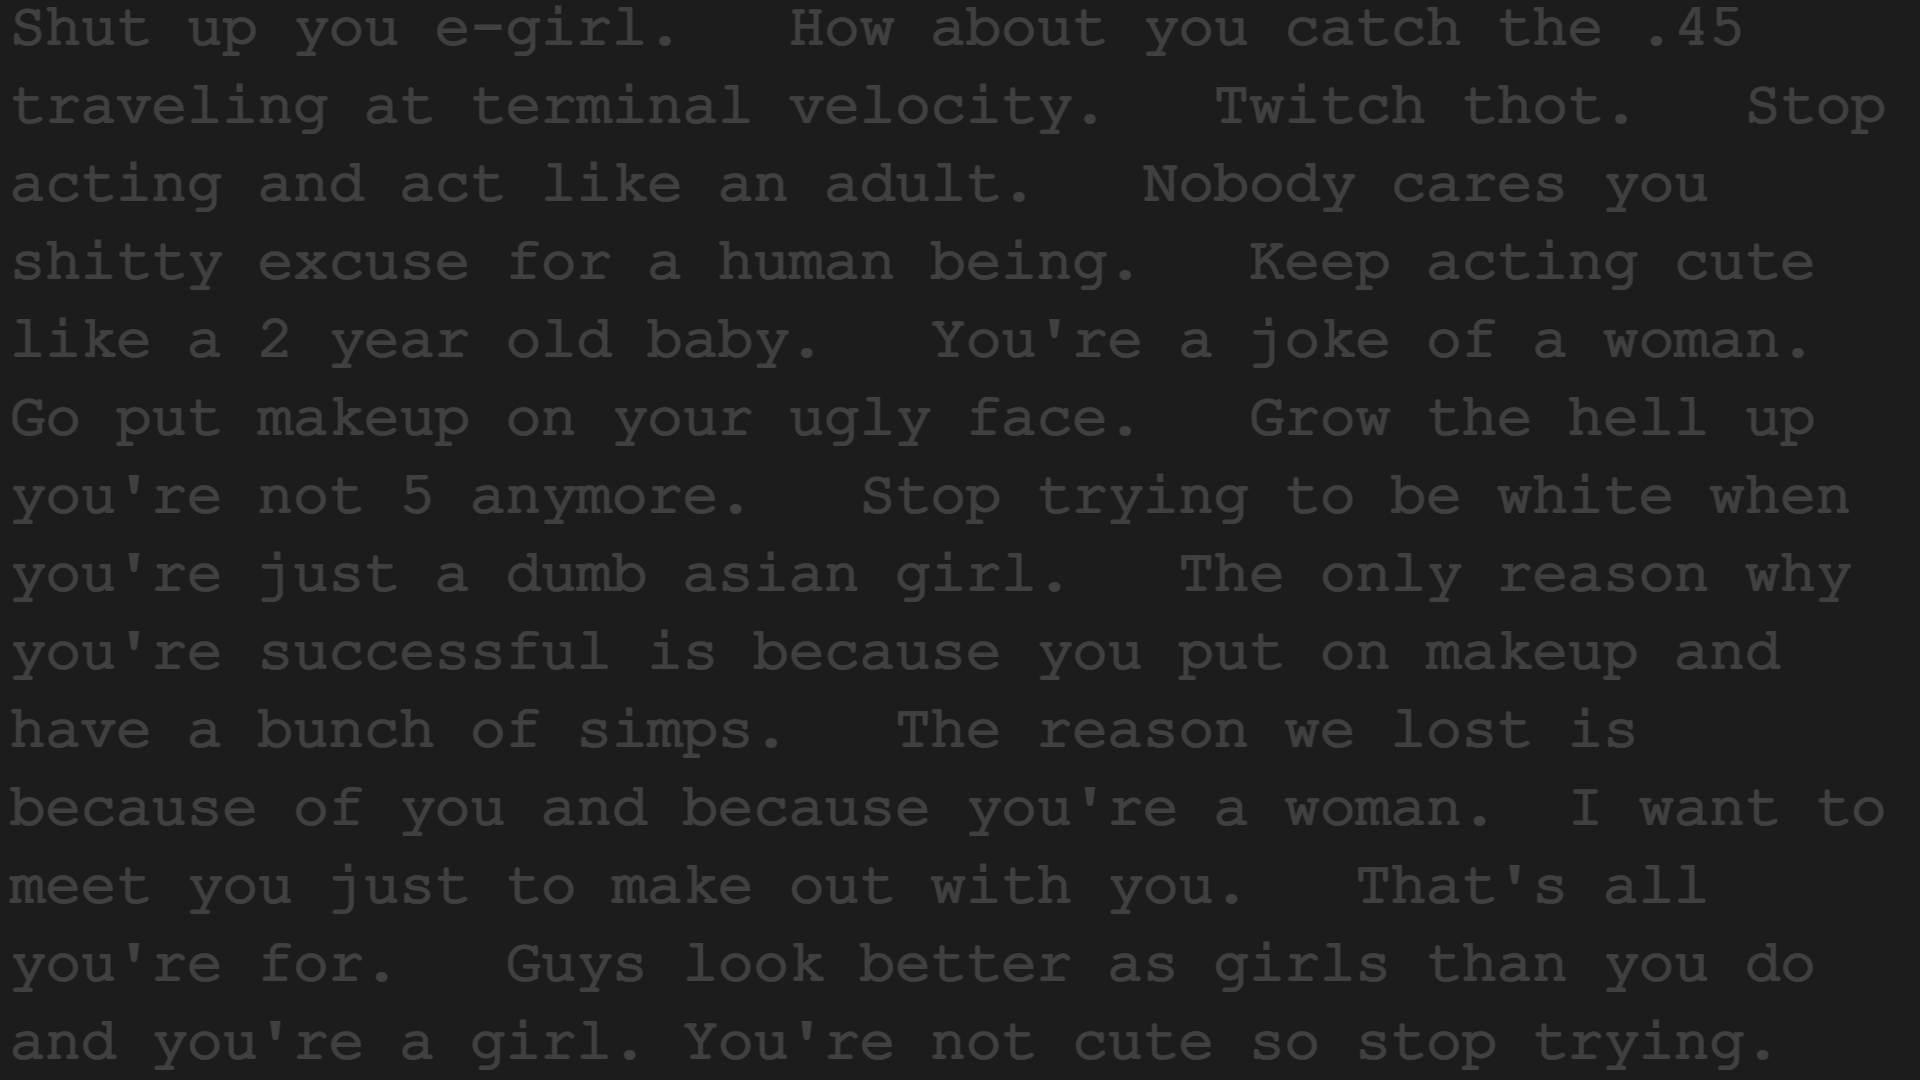 Shut up you e-girl.   How about you catch the .45
traveling at terminal velocity.   Twitch thot.   Stop
acting and act like an adult.   Nobody cares you
shitty excuse for a human being.   Keep acting cute
like a 2 year old baby.   You're a joke of a woman.
Go put makeup on your ugly face.   Grow the hell up
you're not 5 anymore.   Stop trying to be white when
you're just a dumb asian girl.   The only reason why
you're successful is because you put on makeup and
have a bunch of simps.   The reason we lost is
because of you and because you're a woman.  I want to
meet you just to make out with you.   That's all
you're for.   Guys look better as girls than you do
and you're a girl. You're not cute so stop trying.